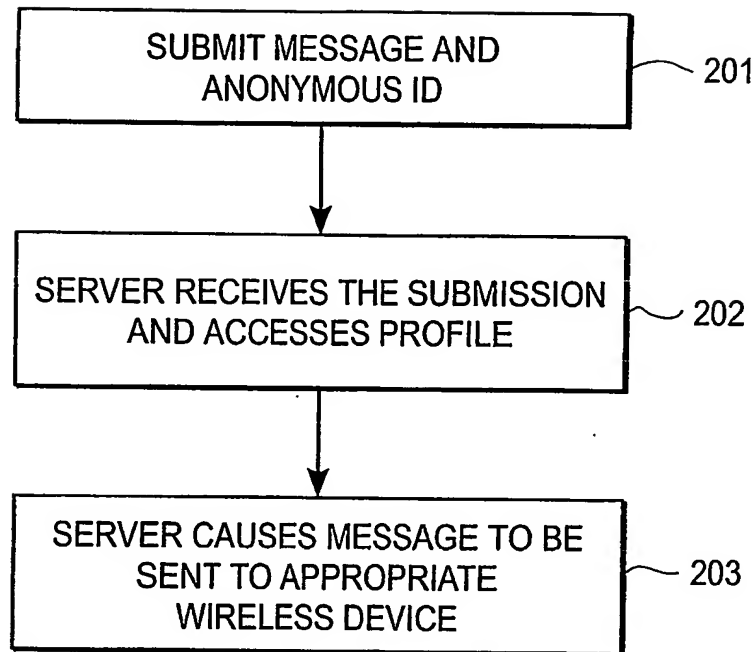 SUBMIT MESSAGE AND
ANONYMOUS ID
201
SERVER RECEIVES THE SUBMISSION
AND ACCESSES PROFILE
202
SERVER CAUSES MESSAGE TO BE
SENT TO APPROPRIATE
WIRELESS DEVICE
203